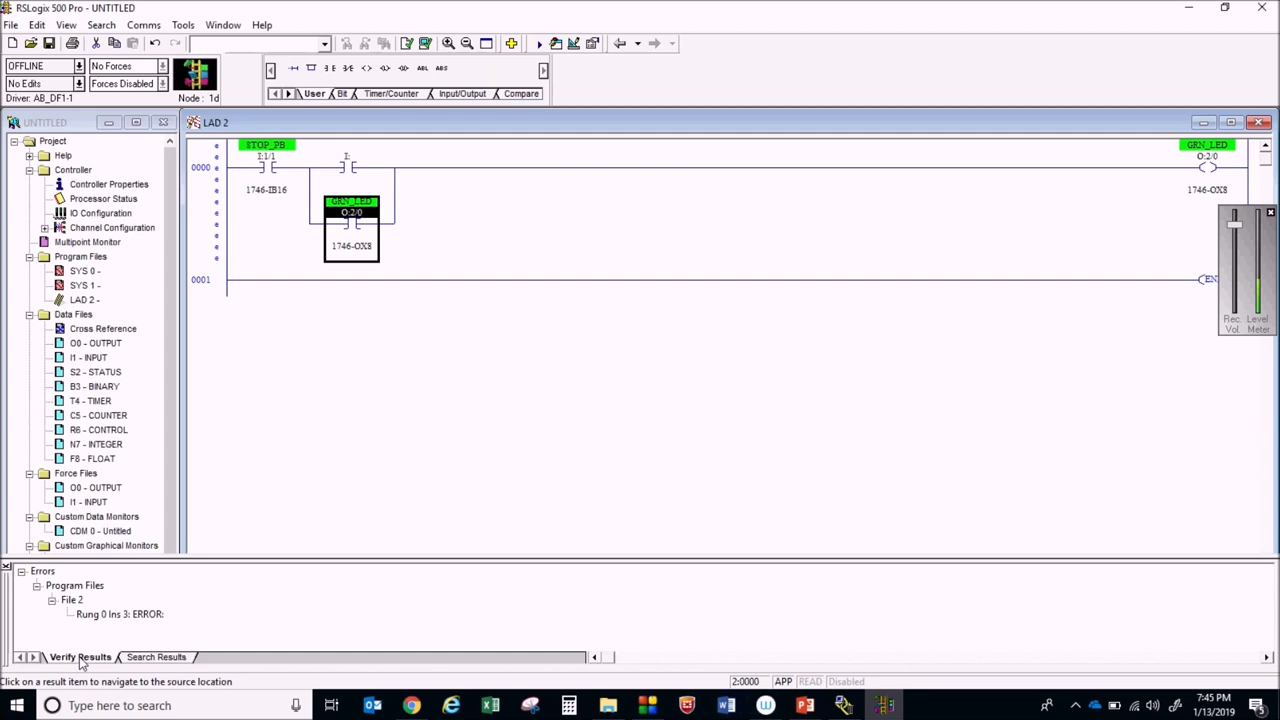 RSLogix 500 Pro - UNTITLED
File Edit View Search Comms Tools Window Help
OFFLINE No Forces
No Edits Forces Disabled
Driver: AB_DF1-1 Node : 1d
ABL ABS
User Bit Timer/Counter Input/Output Compare
UNTITLED
Project
Help
Controller
Controller Properties
Processor Status
IO Configuration
Channel Configuration
Multipoint Monitor
Program Files
SYS 0 -
SYS 1 -
LAD 2 -
Data Files
Cross Reference
O0 - OUTPUT
I1 - INPUT
S2 - STATUS
B3 - BINARY
T4 - TIMER
C5 - COUNTER
R6 - CONTROL
N7 - INTEGER
F8 - FLOAT
Force Files
O0 - OUTPUT
I1 - INPUT
Custom Data Monitors
CDM 0 - Untitled
Custom Graphical Monitors
LAD 2
STOP_PB GRN_LED
I:1/1 I: O:2/0
0000
1746-IB16 1746-OX8
GRN_LED
O:2/0
1746-OX8
0001 EN
e
e
e
e
e
e
e
e
e
Rec. Level
Vol. Meter
Errors
Program Files
File 2
Rung 0 Ins 3: ERROR:
Verify Results Search Results
Click on a result item to navigate to the source location 2:0000 APP READ Disabled
Type here to search
7:45 PM
1/13/2019
5